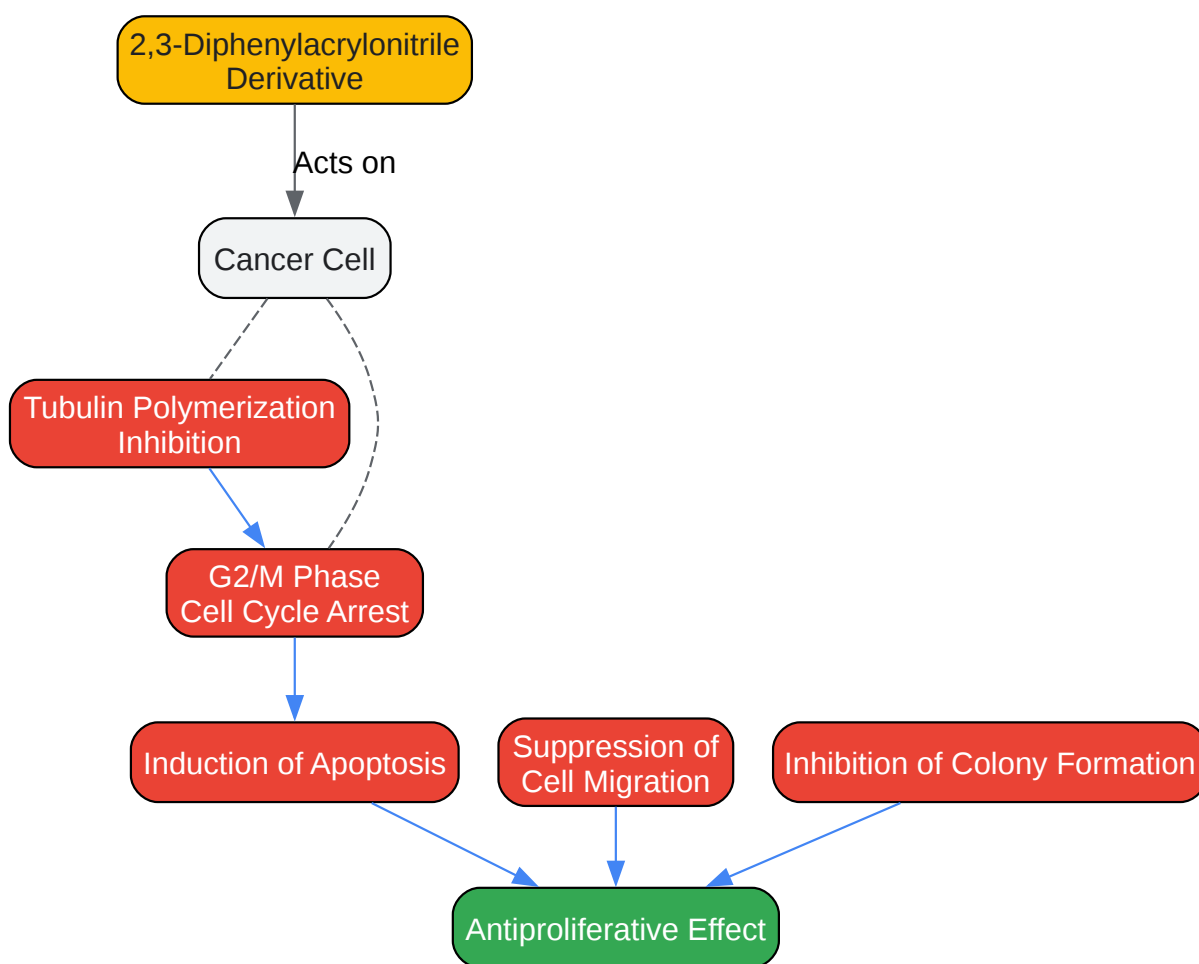 2,3-Diphenylacrylonitrile
Derivative
Acts on
Cancer Cell
Tubulin Polymerization
Inhibition
G2/M Phase
Cell Cycle Arrest
Induction of Apoptosis
Suppression of
Cell Migration
Inhibition of Colony Formation
Antiproliferative Effect